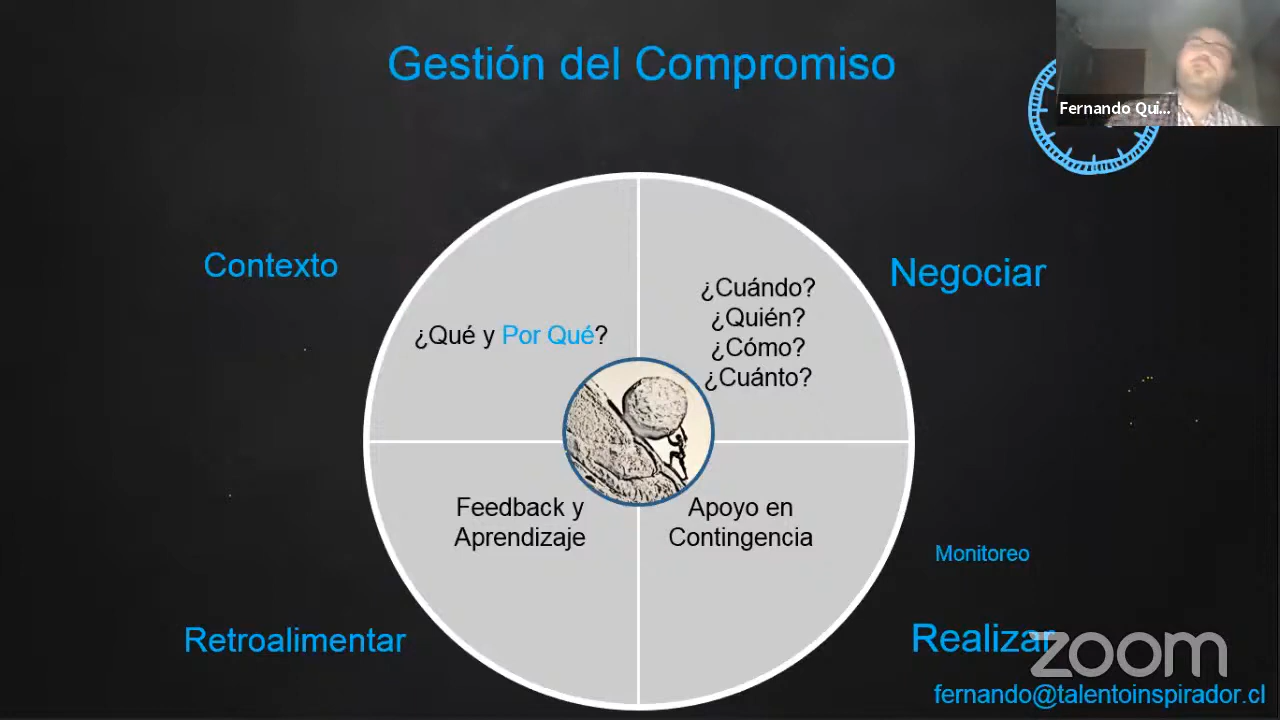 Gestión del Compromiso
Fernando Qui...
Contexto
Negociar
¿Qué y Por Qué?
¿Cuándo?
¿Quién?
¿Cómo?
¿Cuánto?
Feedback y
Aprendizaje
Apoyo en
Contingencia
Monitoreo
Retroalimentar
Realizar
zoom
fernando@talentoinspirador.cl